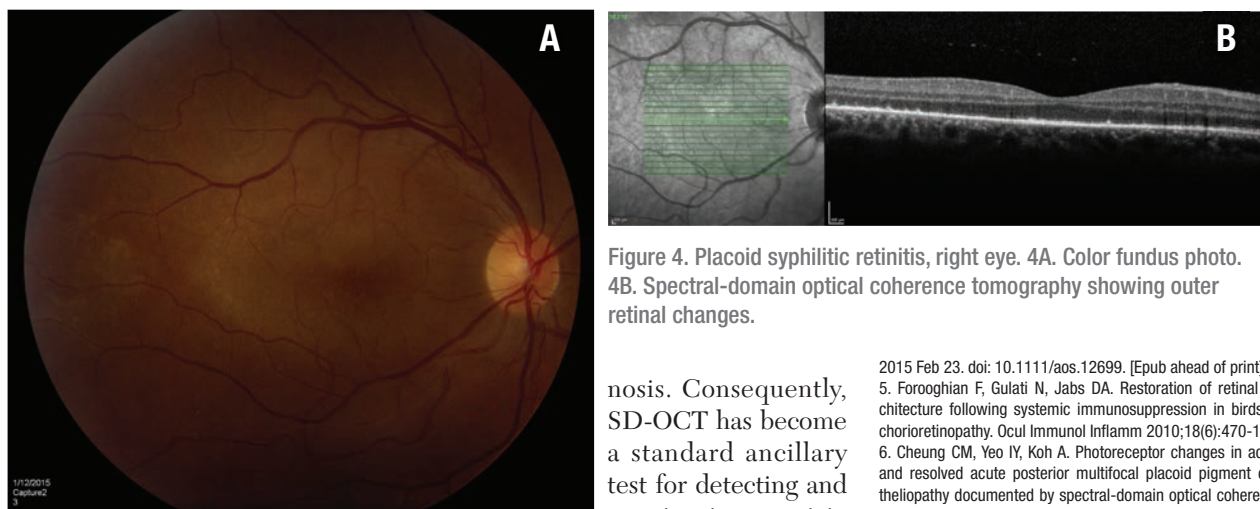 A
1/12/2015
Capture2
3
B
Figure 4. Placoid syphilitic retinitis, right eye. 4A. Color fundus photo.
4B. Spectral-domain optical coherence tomography showing outer
retinal changes.
nosis. Consequently,
SD-OCT has become
a standard ancillary
test for detecting and
2015 Feb 23. doi: 10.1111/aos.12699. [Epub ahead of print]
5. Forooghian F, Gulati N, Jabs DA. Restoration of retinal
chitecture following systemic immunosuppression in birds
chorioretinopathy. Ocul Immunol Inflamm 2010;18(6):470-1
6. Cheung CM, Yeo IY, Koh A. Photoreceptor changes in ac
and resolved acute posterior multifocal placoid pigment
theliopathy documented by spectral-domain optical cohere